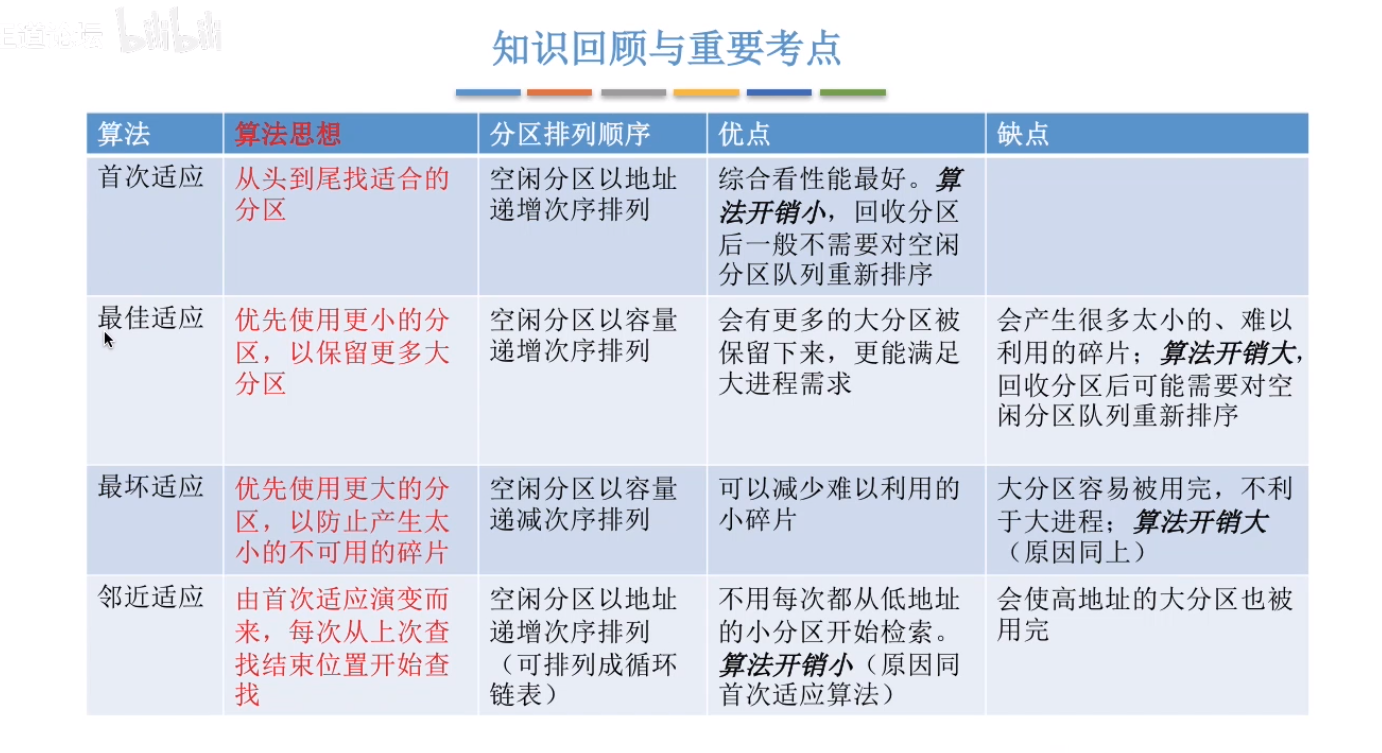 bilibili
知识回顾与重要考点
算法
算法思想
分区排列顺序
优点
缺点
首次适应
从头到尾找适合的
分区
空闲分区以地址
递增次序排列
综合看性能最好。算
法开销小，回收分区
后一般不需要对空闲
分区队列重新排序
最佳适应
优先使用更小的分
区，以保留更多大
分区
空闲分区以容量
递增次序排列
会有更多的大分区被
保留下来，更能满足
大进程需求
会产生很多太小的、难以
利用的碎片；算法开销大，
回收分区后可能需要对空
闲分区队列重新排序
最坏适应
优先使用更大的分
区，以防止产生太
小的不可用的碎片
空闲分区以容量
递减次序排列
可以减少难以利用的
小碎片
大分区容易被用完，不利
于大进程；算法开销大
（原因同上）
邻近适应
由首次适应演变而
来，每次从上次查
找结束位置开始查
找
空闲分区以地址
递增次序排列
（可排列成循环
链表）
不用每次都从低地址
的小分区开始检索。
算法开销小（原因同
首次适应算法）
会使高地址的大分区也被
用完